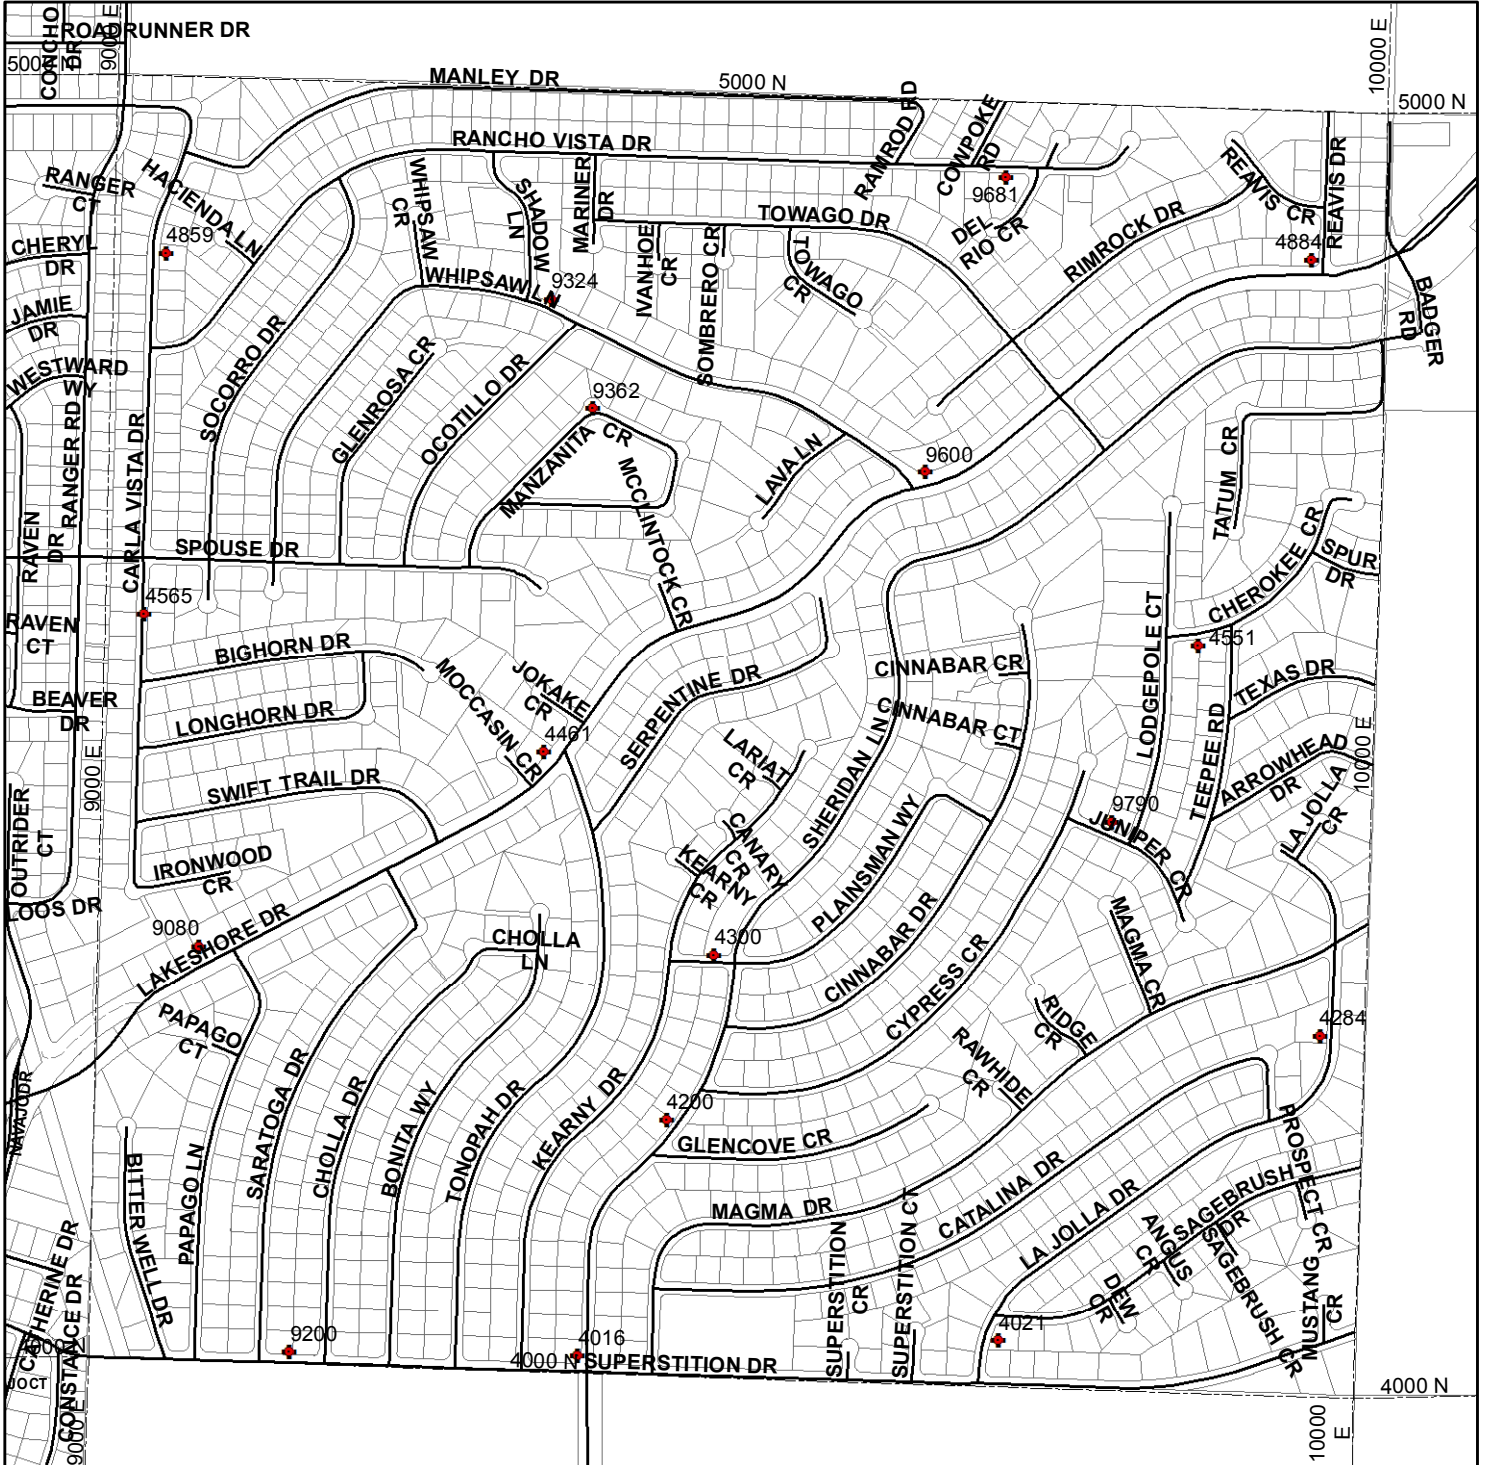 CONCHO
DR
ROADRUNNER DR
9000 E
5000 N
MANLEY DR
5000 N
10000 E
5000 N
RANCHO VISTA DR
RAMROD RD
COWPOKE
RD
9681
REAVIS
CR
REAVIS DR
RANGER
CT
HACIENDA LN
WHIPSAW
CR
SHADOW
LN
MARINER
DR
TOWAGO DR
DEL
RIO CR
RIMROCK DR
4884
CHERYL
DR
4859
IVANHOE
CR
SOMBRERO CR
TOWAGO
CR
WHIPSAW LN
9324
JAMIE
DR
BADGER
RD
WESTWARD
WY
SOCORRO DR
GLENROSA CR
OCOTILLO DR
9362
MANZANITA
CR
MCCLINTOCK CR
LAVA LN
9600
TATUM CR
RANGER RD
CARLA VISTA DR
RAVEN
DR
SPOUSE DR
CHEROKEE CR
SPUR
DR
4565
RAVEN
CT
BIGHORN DR
LODGEPOLE CT
4551
BEAVER
DR
LONGHORN DR
MOCCASIN CR
JOKAKE
CR
4461
SERPENTINE DR
CINNABAR CR
CINNABAR CT
TEXAS DR
TEEPEE RD
ARROWHEAD
DR
10000 E
LA JOLLA
CR
9000 E
SWIFT TRAIL DR
LARIAT
CR
SHERIDAN LN
OUTRIDER
CT
IRONWOOD
CR
CANARY
CR
KEARNY
CR
PLAINSMAN WY
9790
JUNIPER CR
LOOS DR
9080
LAKESHORE DR
CHOLLA
LN
4300
CINNABAR DR
CYPRESS CR
MAGMA CR
PAPAGO
CT
RIDGE
CR
RAWHIDE
CR
4284
NAVAJO DR
SARATOGA DR
CHOLLA DR
BONITA WY
TONOPAH DR
KEARNY DR
4200
GLENCOVE CR
BITTER WELL DR
PAPAGO LN
MAGMA DR
CATALINA DR
LA JOLLA DR
PROSPECT CR
SAGEBRUSH
DR
SUPERSTITION
CR
SUPERSTITION CT
ANGUS
CR
DEW
CR
SAGEBRUSH CR
MUSTANG
CR
CATHERINE DR
CONSTANCE DR
4000 N
9200
4016
4000 N
SUPERSTITION DR
4021
4000 N
JO CT
9000 E
10000
E